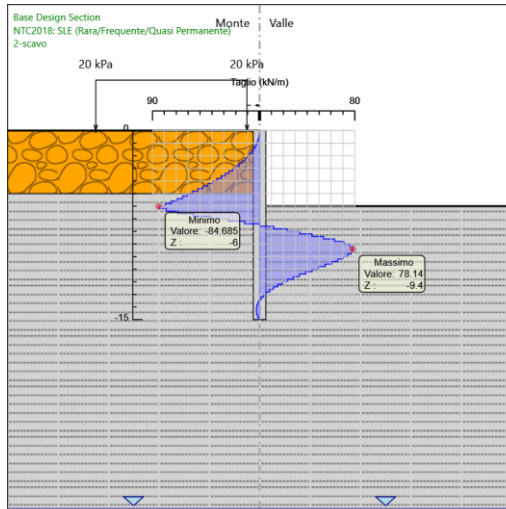 Base Design Section
NTC2018: SLE (Rara/Frequente/Quasi Permanente)
2-scavo
Monte Valle
20 kPa 20 kPa
Taglio (kN/m)
90 80
0
Minimo
Valore: -84.685
Z : -6
Massimo
Valore: 78.14
Z : -9.4
-15